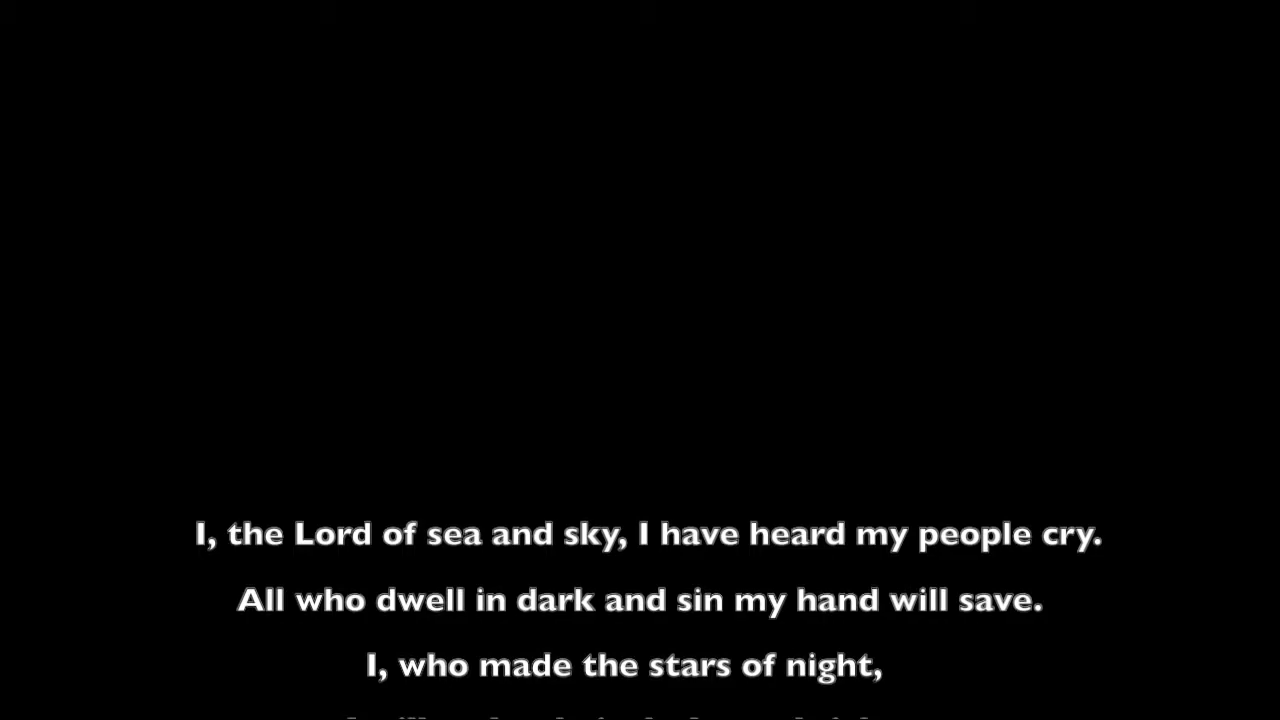 I, the Lord of sea and sky, I have heard my people cry.
All who dwell in dark and sin my hand will save.
I, who made the stars of night,